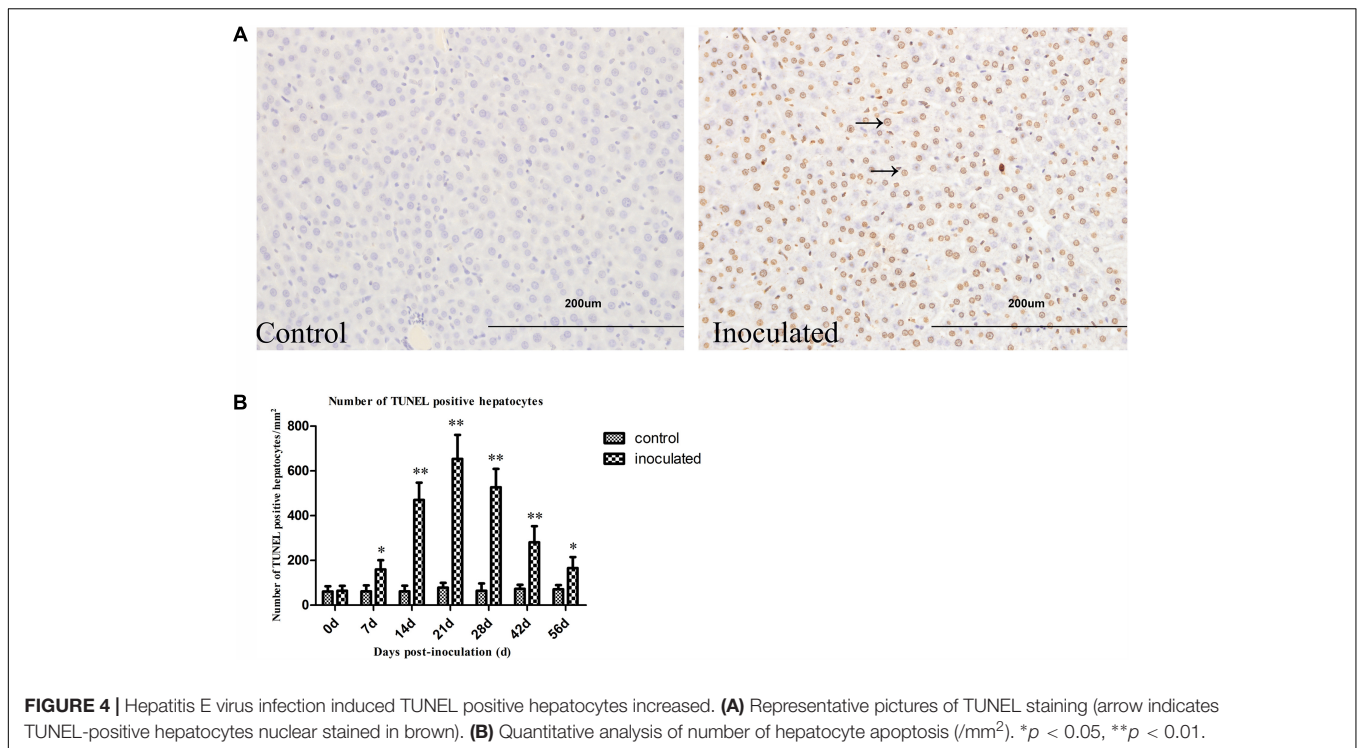 A
200um
Control
200um
Inoculated
B
Number of TUNEL positive hepatocytes
Number of TUNEL positive hepatocytes/mm²
800
600
400
200
0
*
**
**
**
**
*
0d
7d
14d
21d
28d
42d
56d
Days post-inoculation (d)
control
inoculated
FIGURE 4 | Hepatitis E virus infection induced TUNEL positive hepatocytes increased. (A) Representative pictures of TUNEL staining (arrow indicates
TUNEL-positive hepatocytes nuclear stained in brown). (B) Quantitative analysis of number of hepatocyte apoptosis (/mm²). *p < 0.05, **p < 0.01.